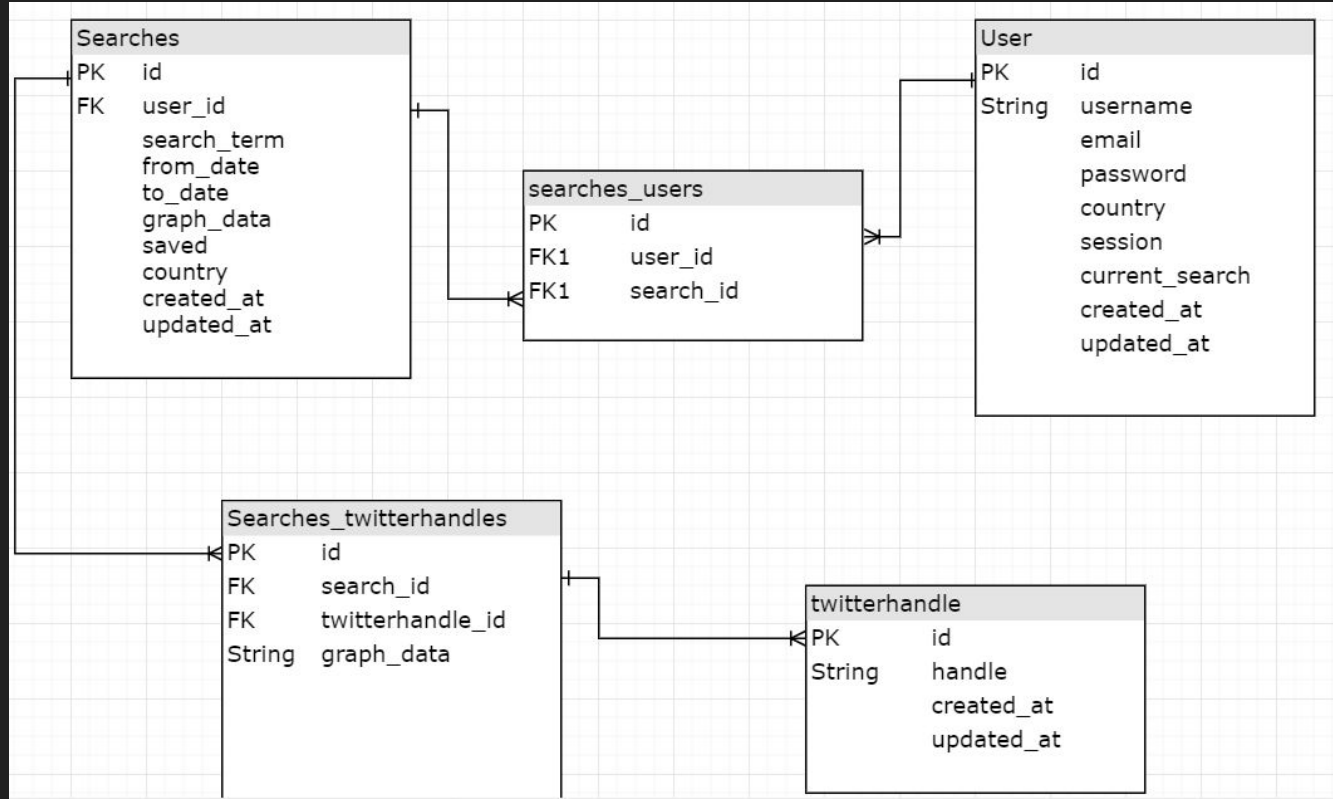 Searches
PK id
FK user_id
search_term
from_date
to_date
graph_data
saved
country
created_at
updated_at
User
PK id
String username
email
password
country
session
current_search
created_at
updated_at
searches_users
PK id
FK1 user_id
FK1 search_id
Searches_twitterhandles
PK id
FK search_id
FK twitterhandle_id
String graph_data
twitterhandle
PK id
String handle
created_at
updated_at